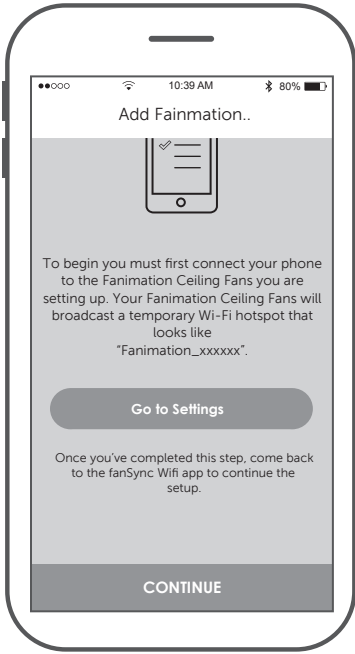 10:39 AM
80%
Add Fainmation..
To begin you must first connect your phone
to the Fanimation Ceiling Fans you are
setting up. Your Fanimation Ceiling Fans will
broadcast a temporary Wi-Fi hotspot that
looks like
“Fanimation_xxxxxx”.
Go to Settings
Once you’ve completed this step, come back
to the fanSync Wifi app to continue the
setup.
CONTINUE